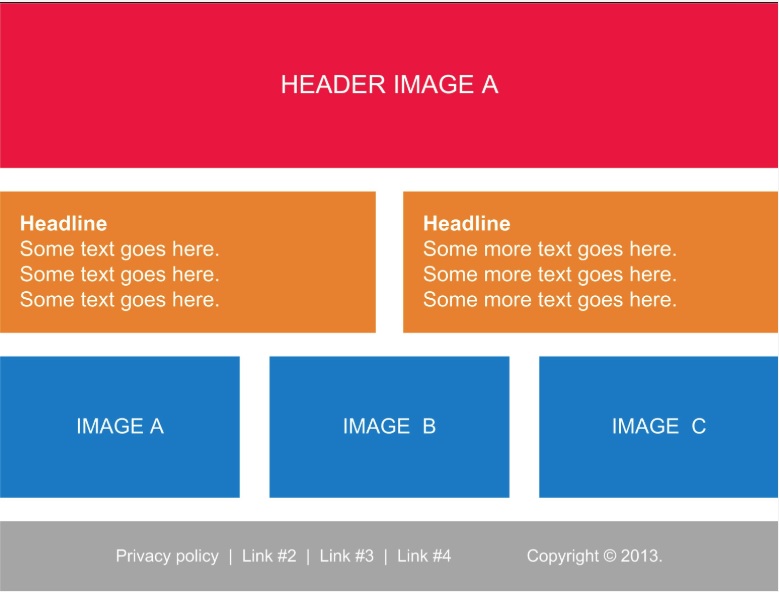 HEADER IMAGE A
Headline
Some text goes here.
Some text goes here.
Some text goes here.
Headline
Some more text goes here.
Some more text goes here.
Some more text goes here.
IMAGE A
IMAGE  B
IMAGE  C
Privacy policy  |  Link #2  |  Link #3  |  Link #4
Copyright © 2013.